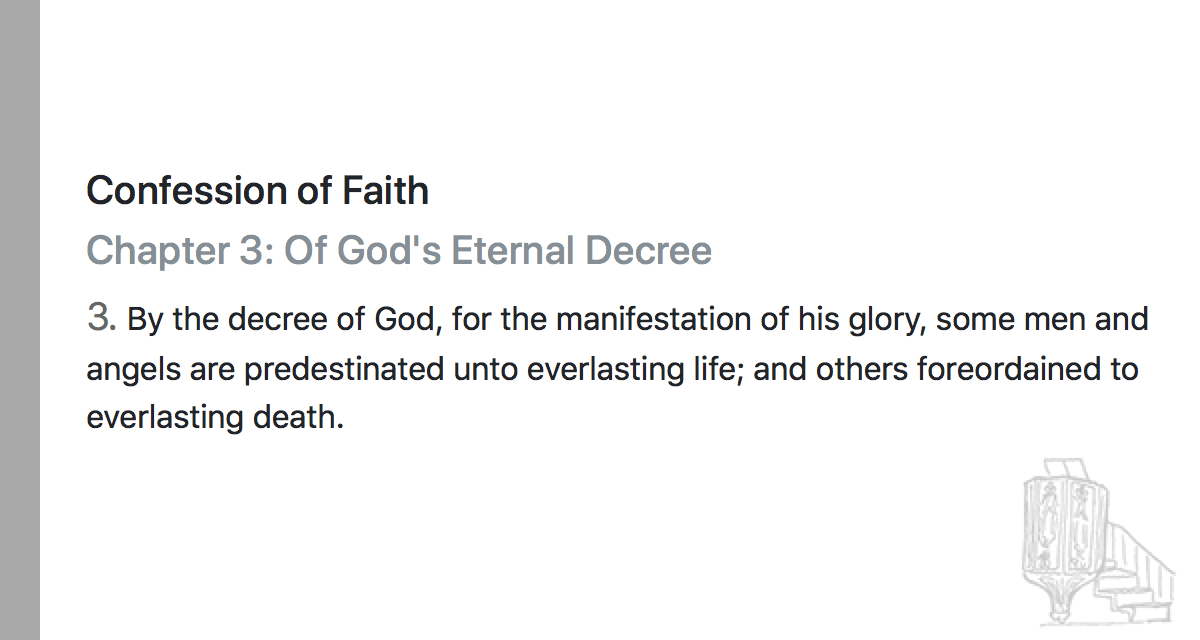 Confession of Faith
Chapter 3: Of God's Eternal Decree
3. By the decree of God, for the manifestation of his glory, some men and
angels are predestinated unto everlasting life; and others foreordained to
everlasting death.